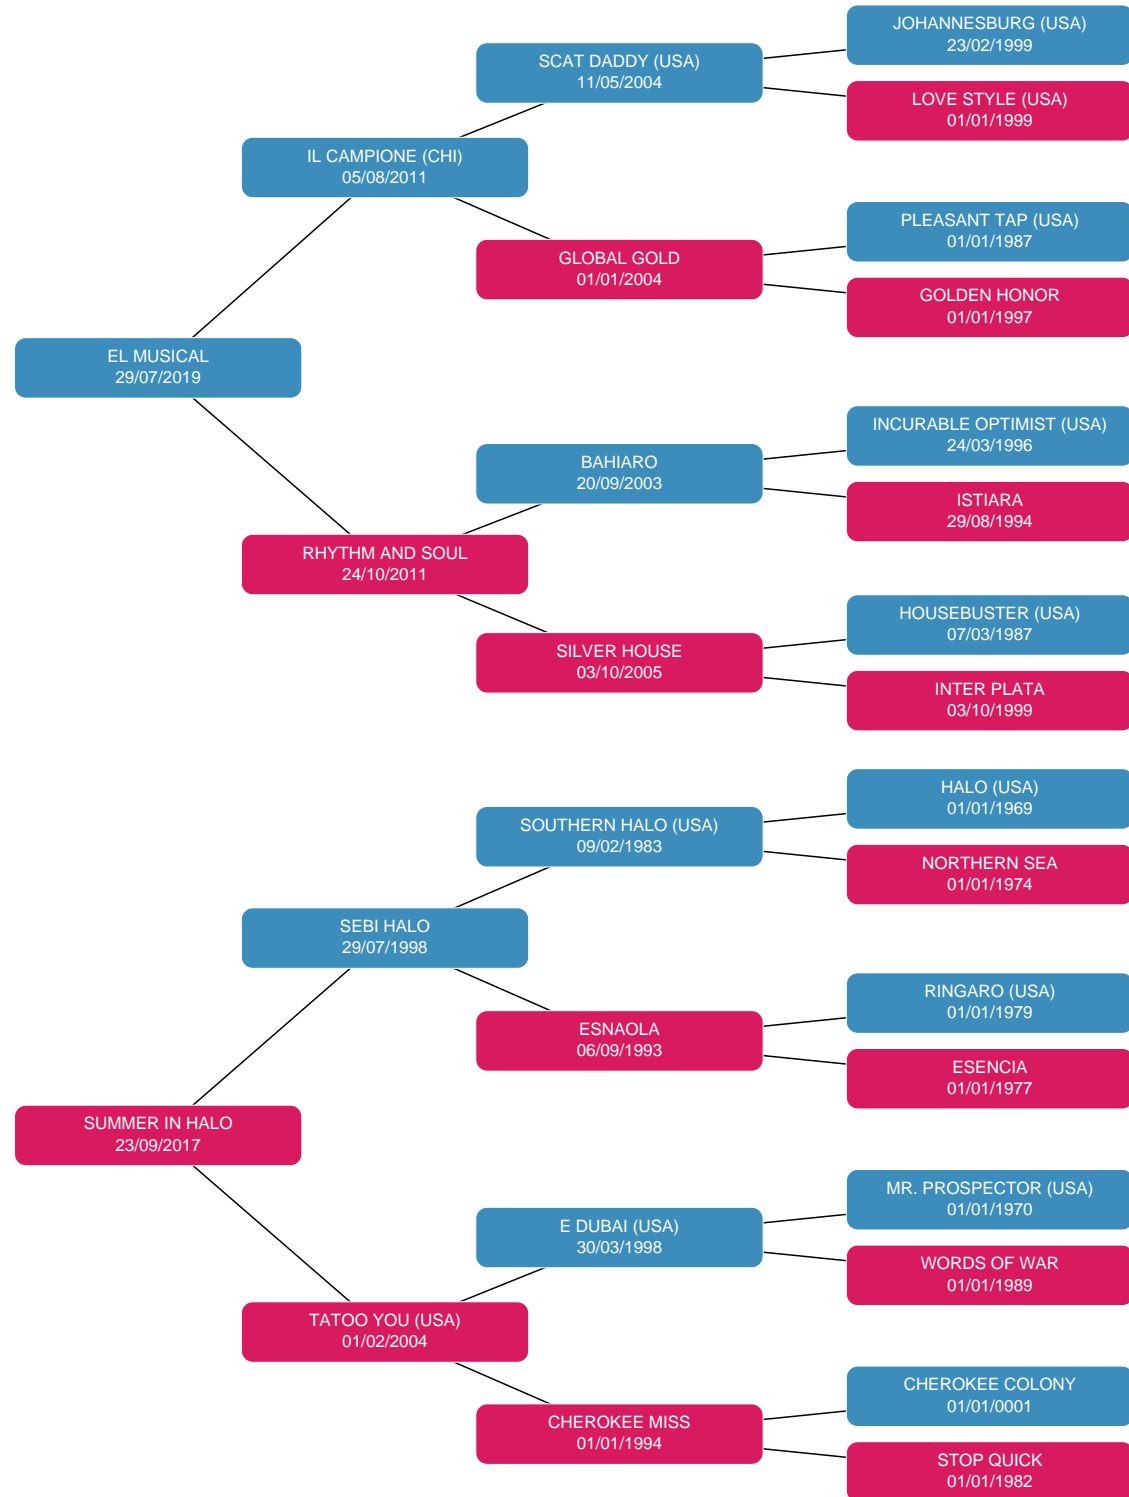 JOHANNESBURG (USA)
23/02/1999
SCAT DADDY (USA)
11/05/2004
LOVE STYLE (USA)
01/01/1999
IL CAMPIONE (CHI)
05/08/2011
PLEASANT TAP (USA)
01/01/1987
GLOBAL GOLD
01/01/2004
GOLDEN HONOR
01/01/1997
EL MUSICAL
29/07/2019
INCURABLE OPTIMIST (USA)
24/03/1996
BAHIARO
20/09/2003
ISTIARA
29/08/1994
RHYTHM AND SOUL
24/10/2011
HOUSEBUSTER (USA)
07/03/1987
SILVER HOUSE
03/10/2005
INTER PLATA
03/10/1999
HALO (USA)
01/01/1969
SOUTHERN HALO (USA)
09/02/1983
NORTHERN SEA
01/01/1974
SEBI HALO
29/07/1998
RINGARO (USA)
01/01/1979
ESNAOLA
06/09/1993
ESENCIA
01/01/1977
SUMMER IN HALO
23/09/2017
MR. PROSPECTOR (USA)
01/01/1970
E DUBAI (USA)
30/03/1998
WORDS OF WAR
01/01/1989
TATOO YOU (USA)
01/02/2004
CHEROKEE COLONY
01/01/0001
CHEROKEE MISS
01/01/1994
STOP QUICK
01/01/1982